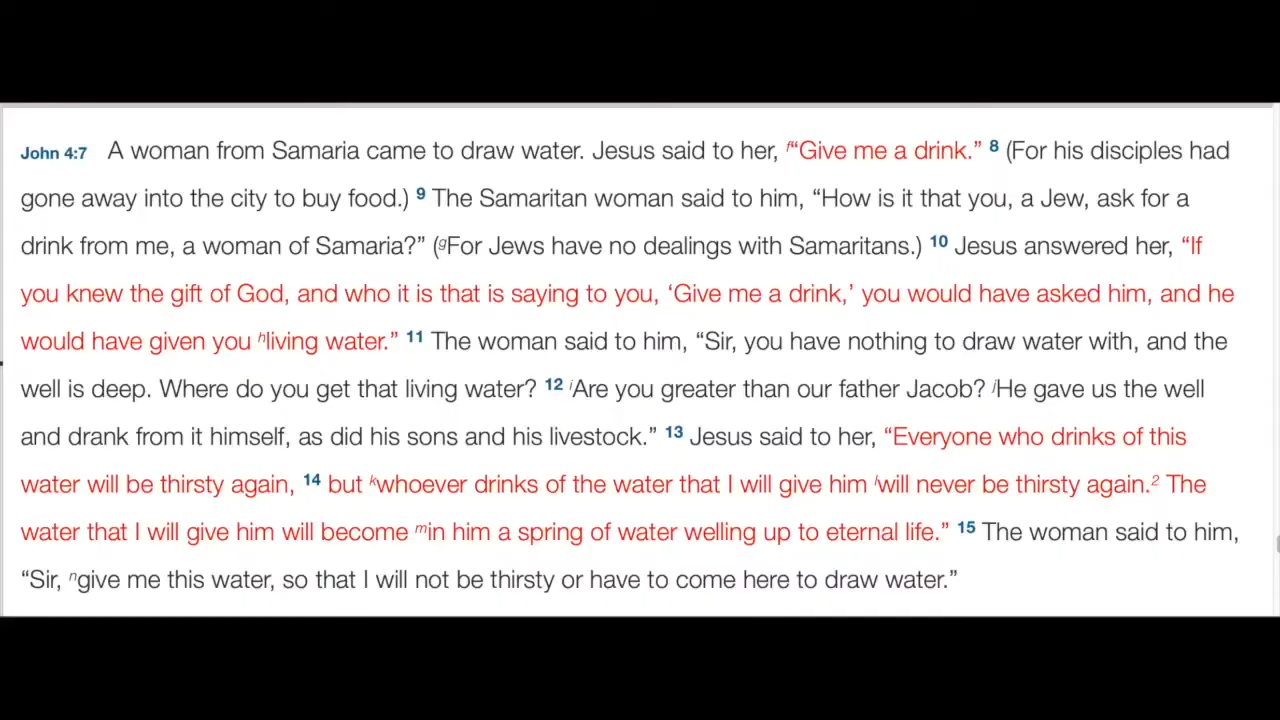 John 4:7 A woman from Samaria came to draw water. Jesus said to her, f“Give me a drink.” 8 (For his disciples had
gone away into the city to buy food.) 9 The Samaritan woman said to him, “How is it that you, a Jew, ask for a
drink from me, a woman of Samaria?” (gFor Jews have no dealings with Samaritans.) 10 Jesus answered her, “If
you knew the gift of God, and who it is that is saying to you, ‘Give me a drink,’ you would have asked him, and he
would have given you hliving water.” 11 The woman said to him, “Sir, you have nothing to draw water with, and the
well is deep. Where do you get that living water? 12 iAre you greater than our father Jacob? jHe gave us the well
and drank from it himself, as did his sons and his livestock.” 13 Jesus said to her, “Everyone who drinks of this
water will be thirsty again, 14 but kwhoever drinks of the water that I will give him lwill never be thirsty again.2 The
water that I will give him will become min him a spring of water welling up to eternal life.” 15 The woman said to him,
“Sir, ngive me this water, so that I will not be thirsty or have to come here to draw water.”